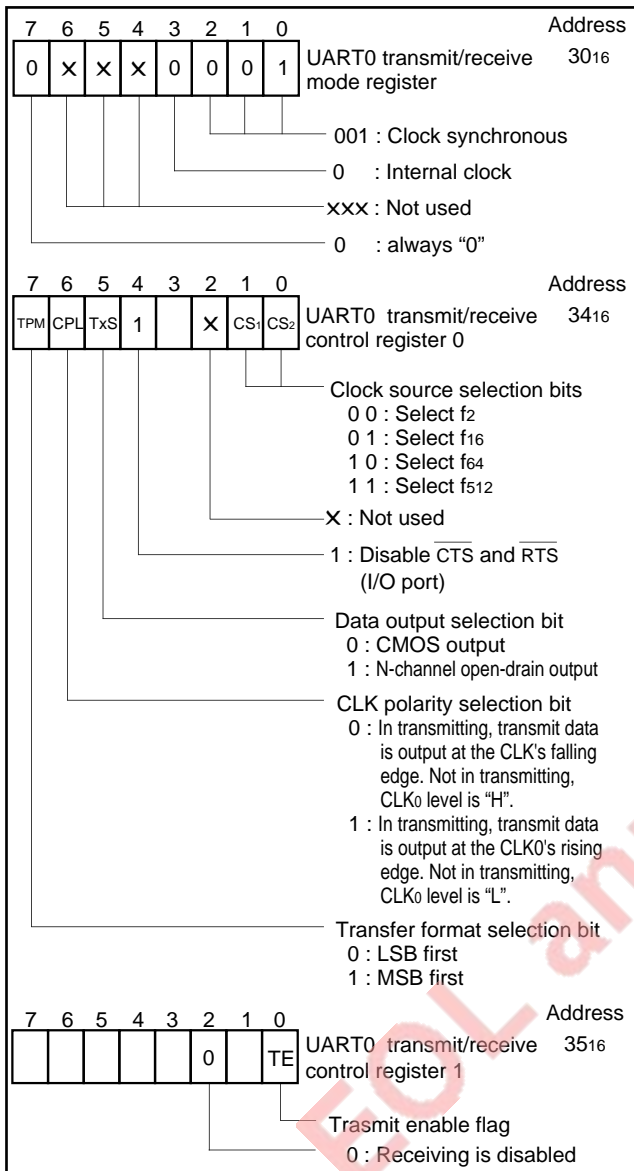 7 6 5 4 3 2 1 0 Address
0 × × × 0 0 0 1 UART0 transmit/receive 3016
mode register
001 : Clock synchronous
0 : Internal clock
××× : Not used
0 : always “0”
7 6 5 4 3 2 1 0 Address
TPM CPL TxS 1 × CS1 CS2 UART0 transmit/receive 3416
control register 0
Clock source selection bits
0 0 : Select f2
0 1 : Select f16
1 0 : Select f64
1 1 : Select f512
× : Not used
1 : Disable CTS and RTS
(I/O port)
Data output selection bit
0 : CMOS output
1 : N-channel open-drain output
CLK polarity selection bit
0 : In transmitting, transmit data
is output at the CLK's falling
edge. Not in transmitting,
CLK0 level is “H”.
1 : In transmitting, transmit data
is output at the CLK0's rising
edge. Not in transmitting,
CLK0 level is “L”.
Transfer format selection bit
0 : LSB first
1 : MSB first
7 6 5 4 3 2 1 0 Address
0 TE UART0 transmit/receive 3516
control register 1
Trasmit enable flag
0 : Receiving is disabled
EOL an